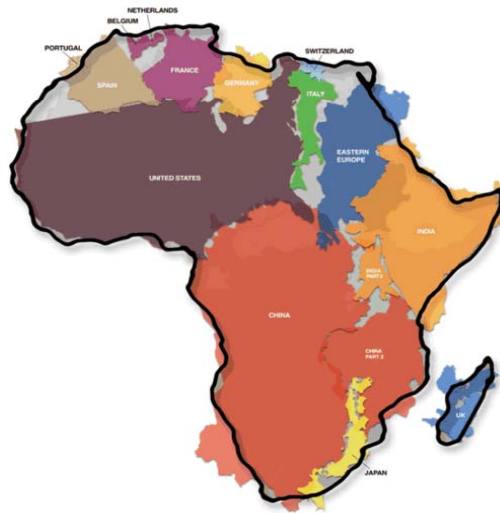 NETHERLANDS
BELGIUM
PORTUGAL
SPAIN
FRANCE
GERMANY
SWITZERLAND
ITALY
EASTERN
EUROPE
UNITED STATES
INDIA
INDIA
PART 2
CHINA
CHINA
PART 2
UK
JAPAN